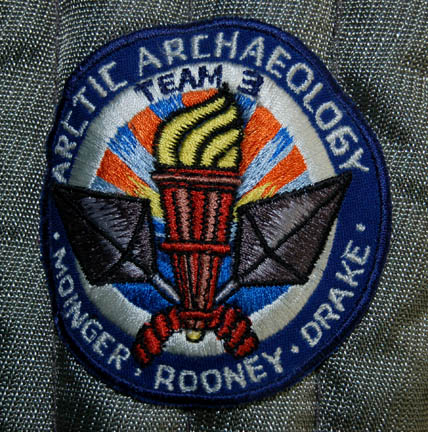 ARCTIC ARCHAEOLOGY
TEAM 3
· MOINGER · ROONEY · DRAKE ·